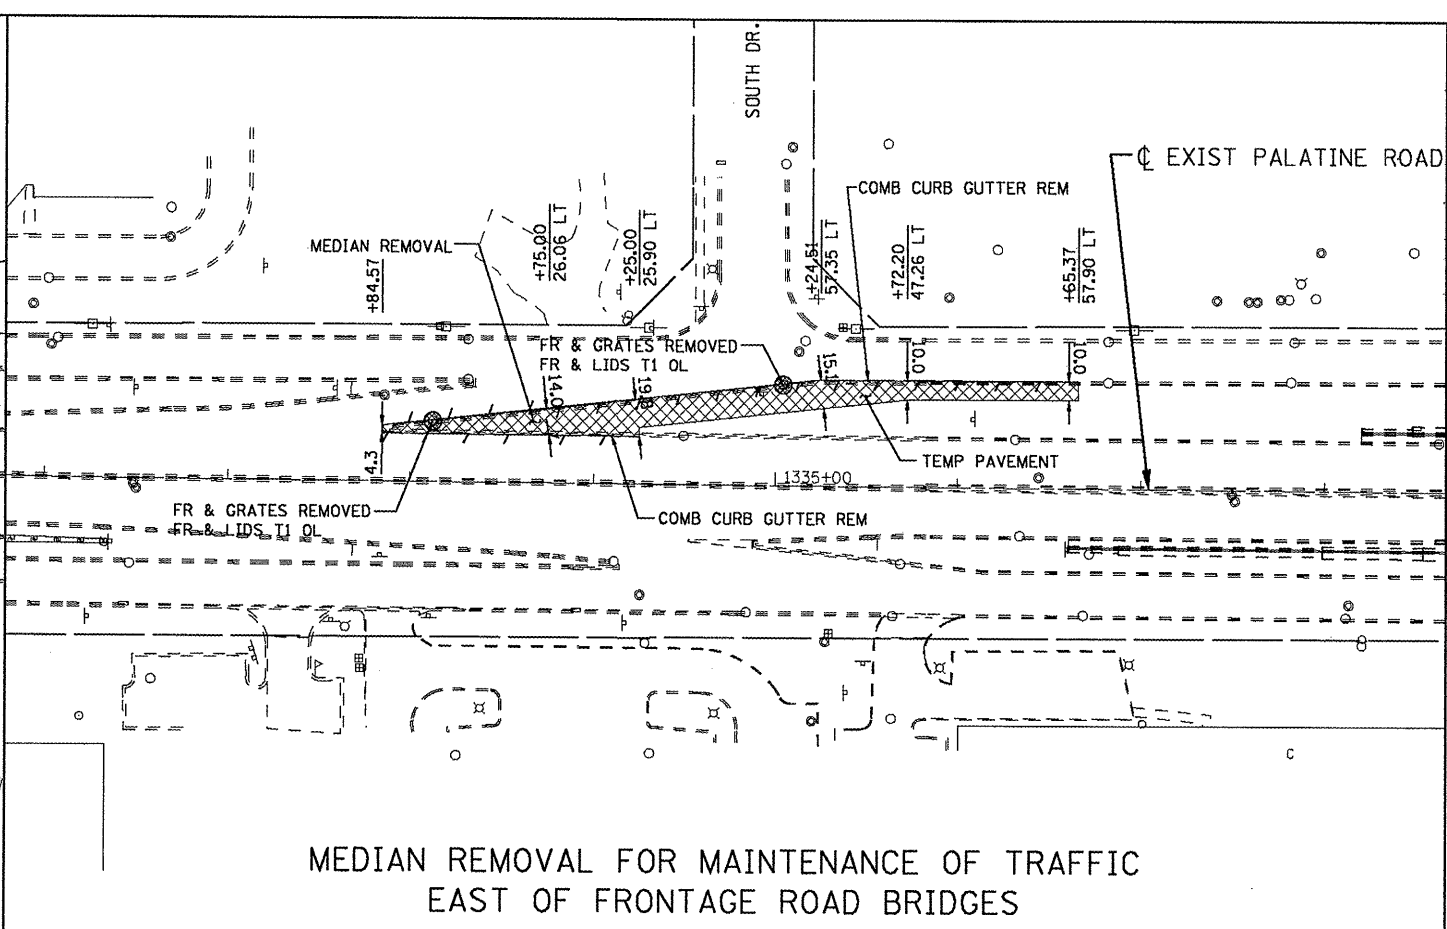 SOUTH DR.
℄ EXIST PALATINE ROAD
COMB CURB GUTTER REM
MEDIAN REMOVAL
+84.57
+75.00
26.06 LT
+25.00
25.90 LT
+24.51
57.35 LT
+72.20
47.26 LT
+65.37
57.90 LT
FR & GRATES REMOVED
FR & LIDS T1 OL
14.0
19.8
15.1
10.0
10.0
4.3
TEMP PAVEMENT
1335+00
FR & GRATES REMOVED
FR & LIDS T1 OL
COMB CURB GUTTER REM
C
MEDIAN REMOVAL FOR MAINTENANCE OF TRAFFIC
EAST OF FRONTAGE ROAD BRIDGES